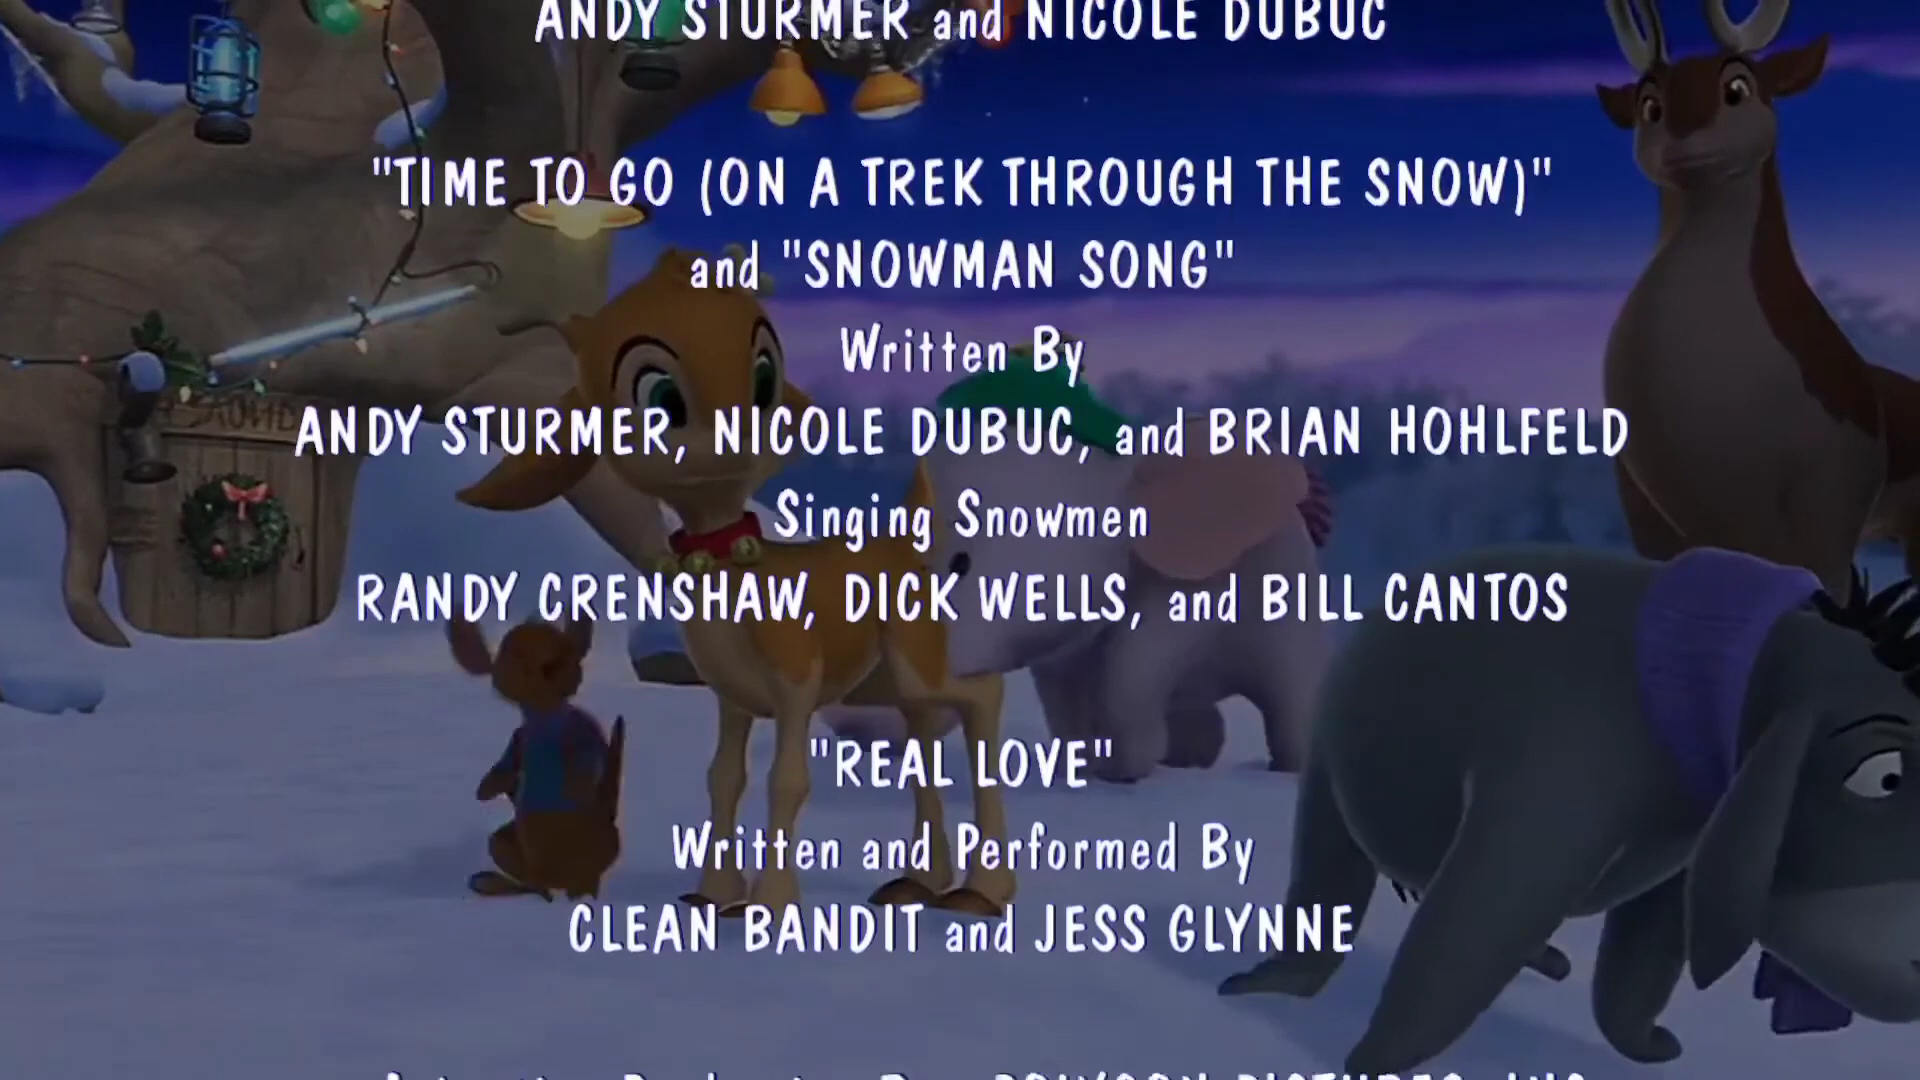 ANDY STURMER and NICOLE DUBUC
"TIME TO GO (ON A TREK THROUGH THE SNOW)"
and "SNOWMAN SONG"
Written By
ANDY STURMER, NICOLE DUBUC, and BRIAN HOHLFELD
Singing Snowmen
RANDY CRENSHAW, DICK WELLS, and BILL CANTOS
"REAL LOVE"
Written and Performed By
CLEAN BANDIT and JESS GLYNNE